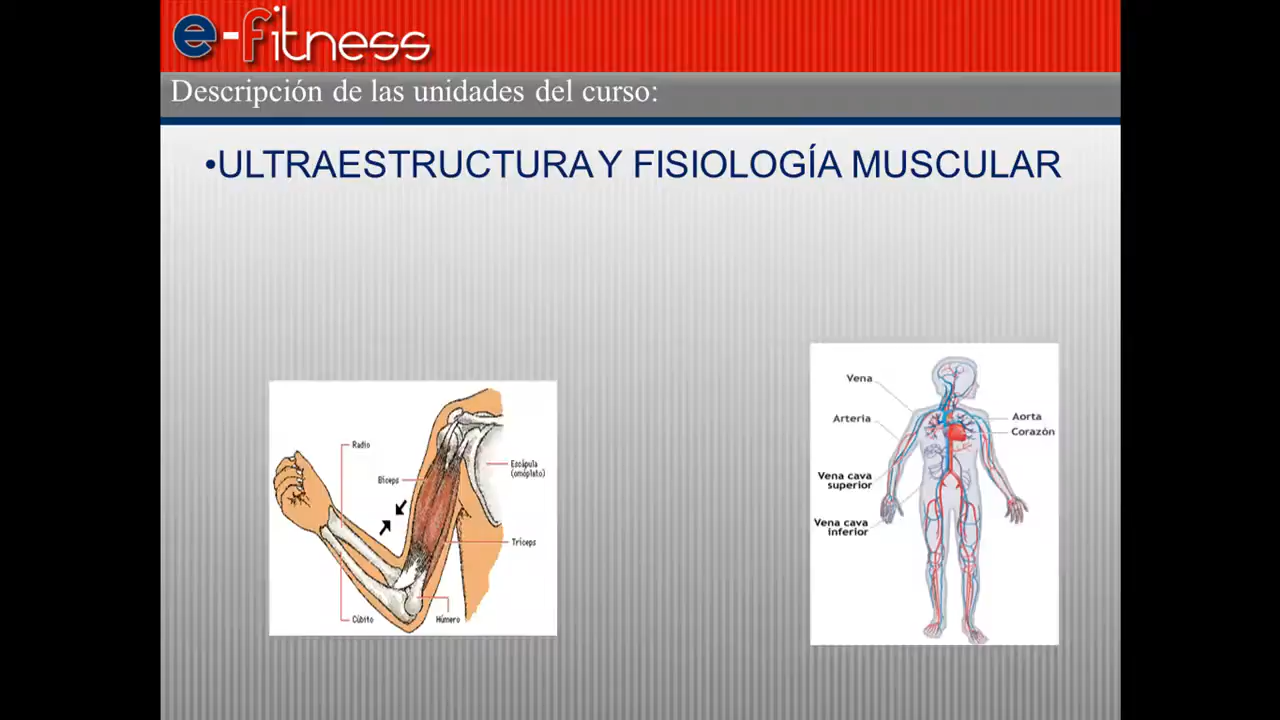 e-fitness
Descripción de las unidades del curso:
•ULTRAESTRUCTURA Y FISIOLOGÍA MUSCULAR
Radio
Bíceps
Escápula
(omóplato)
Tríceps
Cúbito
Húmero
Vena
Arteria
Aorta
Corazón
Vena cava
superior
Vena cava
inferior